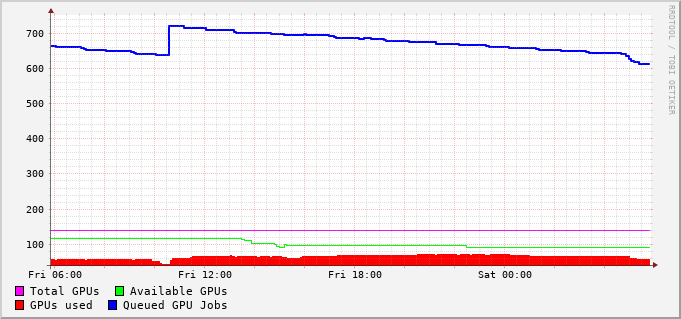 700
600
500
400
300
200
100
Fri 06:00 Fri 12:00 Fri 18:00 Sat 00:00
Total GPUs Available GPUs
GPUs used Queued GPU Jobs
RRDTOOL / TOBI OETIKER